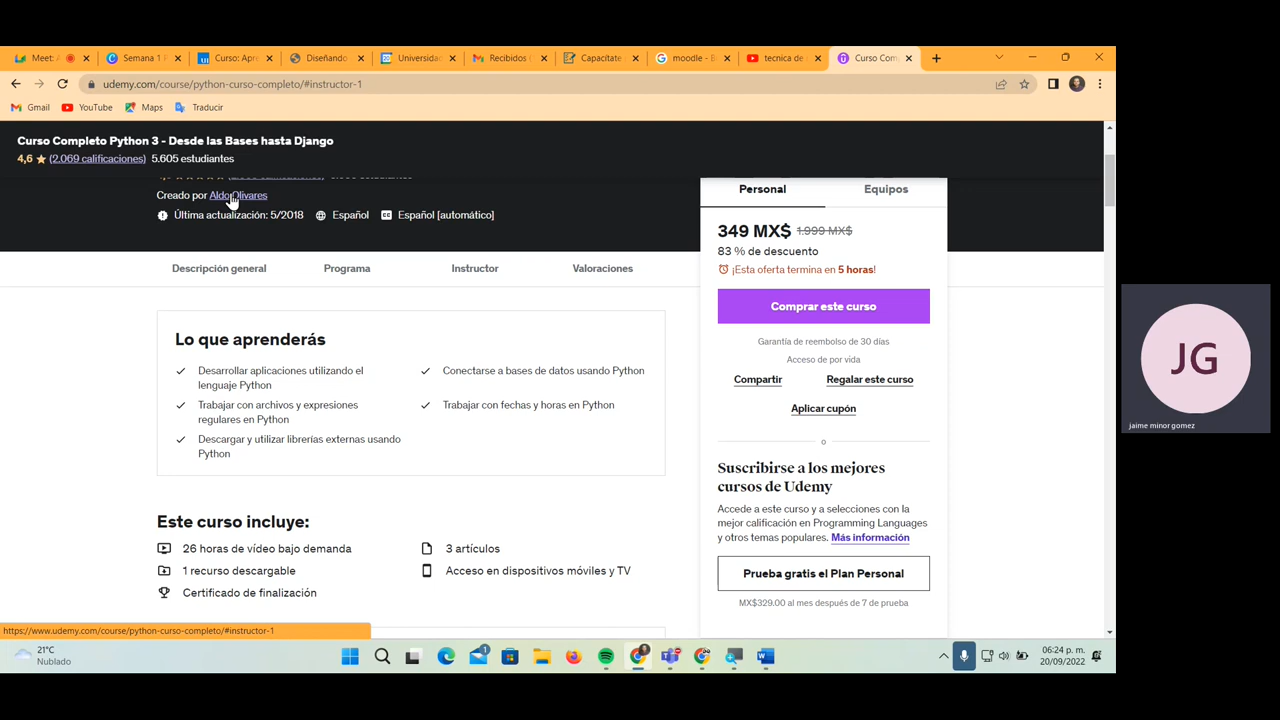 Meet:
Semana 1 P
Curso: Apre
Diseñando
Universidad
Recibidos
Capacítate
moodle - B
tecnica de
Curso Com
udemy.com/course/python-curso-completo/#instructor-1
Gmail
YouTube
Maps
Traducir
Curso Completo Python 3 - Desde las Bases hasta Django
4,6 (2.069 calificaciones) 5.605 estudiantes
Creado por Aldo Olivares
Última actualización: 5/2018
Español
Español [automático]
Descripción general
Programa
Instructor
Valoraciones
Lo que aprenderás
Desarrollar aplicaciones utilizando el
lenguaje Python
Conectarse a bases de datos usando Python
Trabajar con archivos y expresiones
regulares en Python
Trabajar con fechas y horas en Python
Descargar y utilizar librerías externas usando
Python
Este curso incluye:
26 horas de vídeo bajo demanda
3 artículos
1 recurso descargable
Acceso en dispositivos móviles y TV
Certificado de finalización
Personal
Equipos
349 MX$ 1.999 MX$
83 % de descuento
¡Esta oferta termina en 5 horas!
Comprar este curso
Garantía de reembolso de 30 días
Acceso de por vida
Compartir
Regalar este curso
Aplicar cupón
o
Suscribirse a los mejores
cursos de Udemy
Accede a este curso y a selecciones con la
mejor calificación en Programming Languages
y otros temas populares. Más información
Prueba gratis el Plan Personal
MX$329.00 al mes después de 7 de prueba
JG
jaime minor gomez
https://www.udemy.com/course/python-curso-completo/#instructor-1
21°C
Nublado
06:24 p. m.
20/09/2022